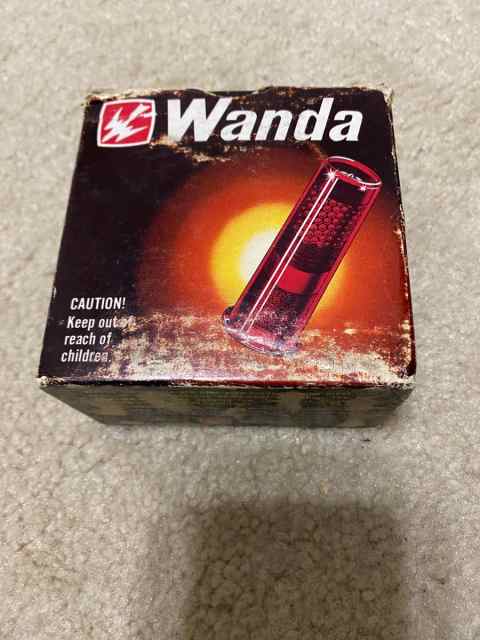 Wanda
CAUTION!
Keep out of
reach of
children.